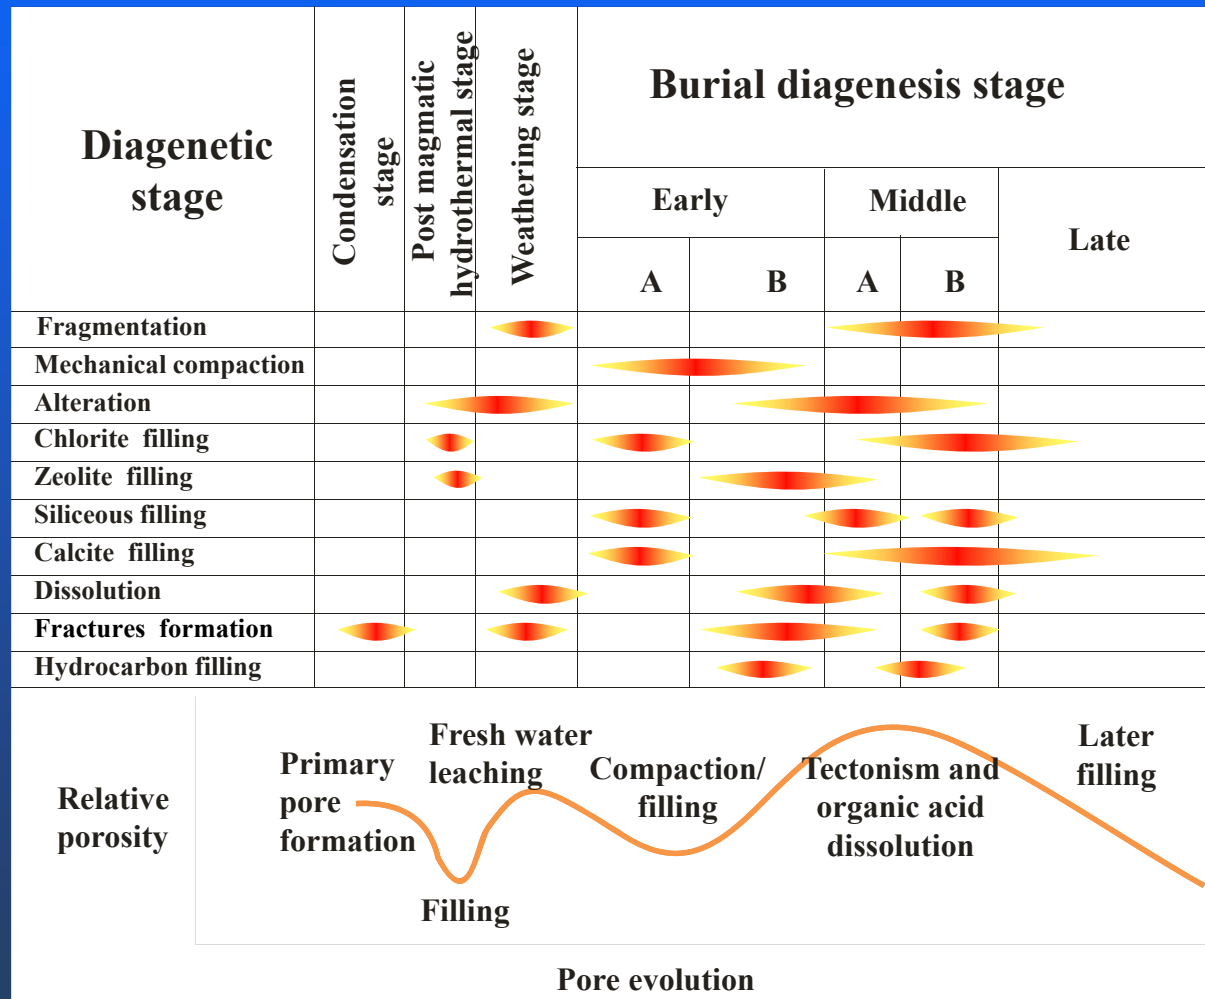 Diagenetic
stage
Condensation
stage
Post magmatic
hydrothermal stage
Weathering stage
Burial diagenesis stage
Early
Middle
Late
A
B
A
B
Fragmentation
Mechanical compaction
Alteration
Chlorite filling
Zeolite filling
Siliceous filling
Calcite filling
Dissolution
Fractures formation
Hydrocarbon filling
Relative
porosity
Primary
pore
formation
Filling
Fresh water
leaching
Compaction/
filling
Tectonism and
organic acid
dissolution
Later
filling
Pore evolution